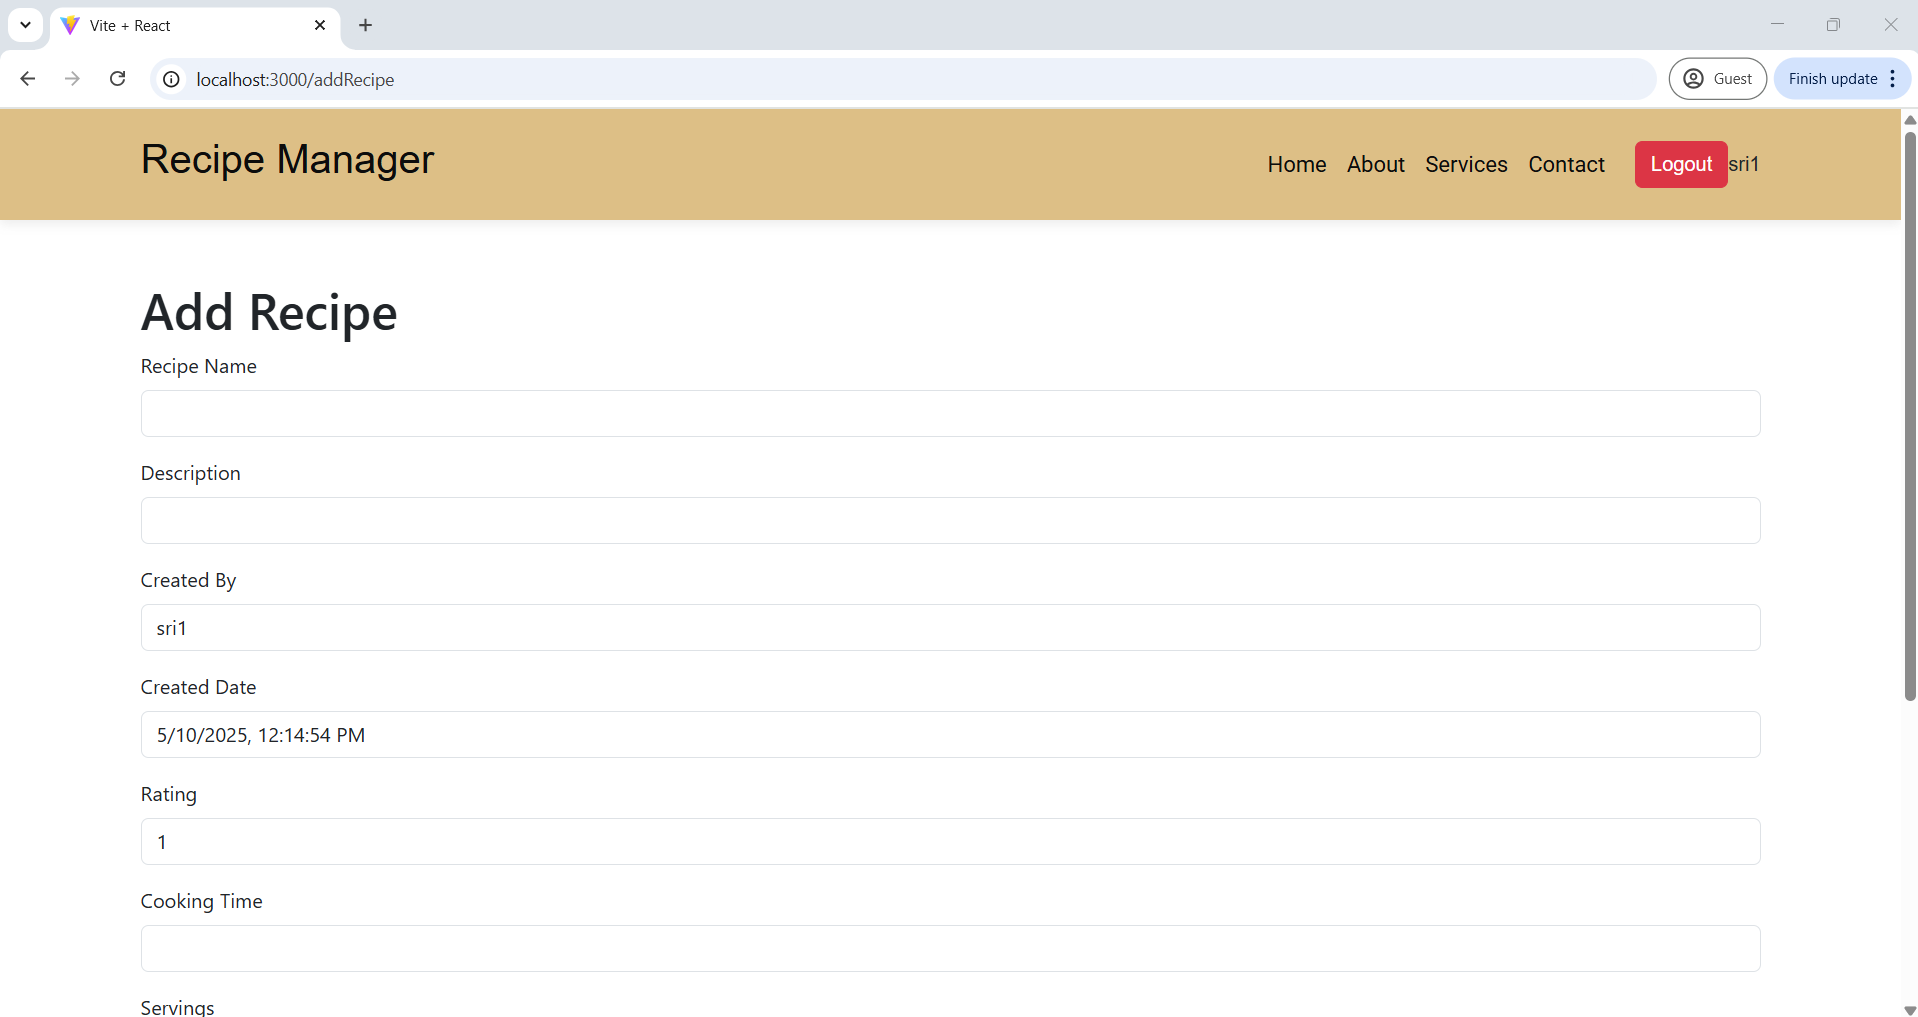 Vite + React
localhost:3000/addRecipe
Guest
Finish update
Recipe Manager
Home About Services Contact Logout sri1
Add Recipe
Recipe Name
Description
Created By
sri1
Created Date
5/10/2025, 12:14:54 PM
Rating
1
Cooking Time
Servings